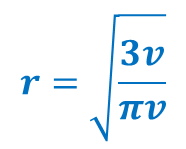 r = √(3v/πv)